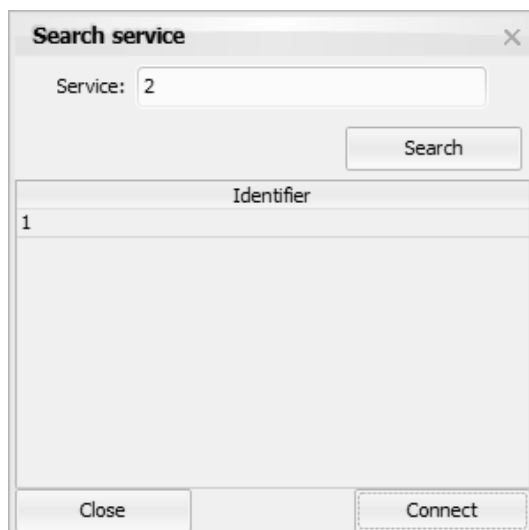 Search service
Service: 2
Search
Identifier
1
Close Connect